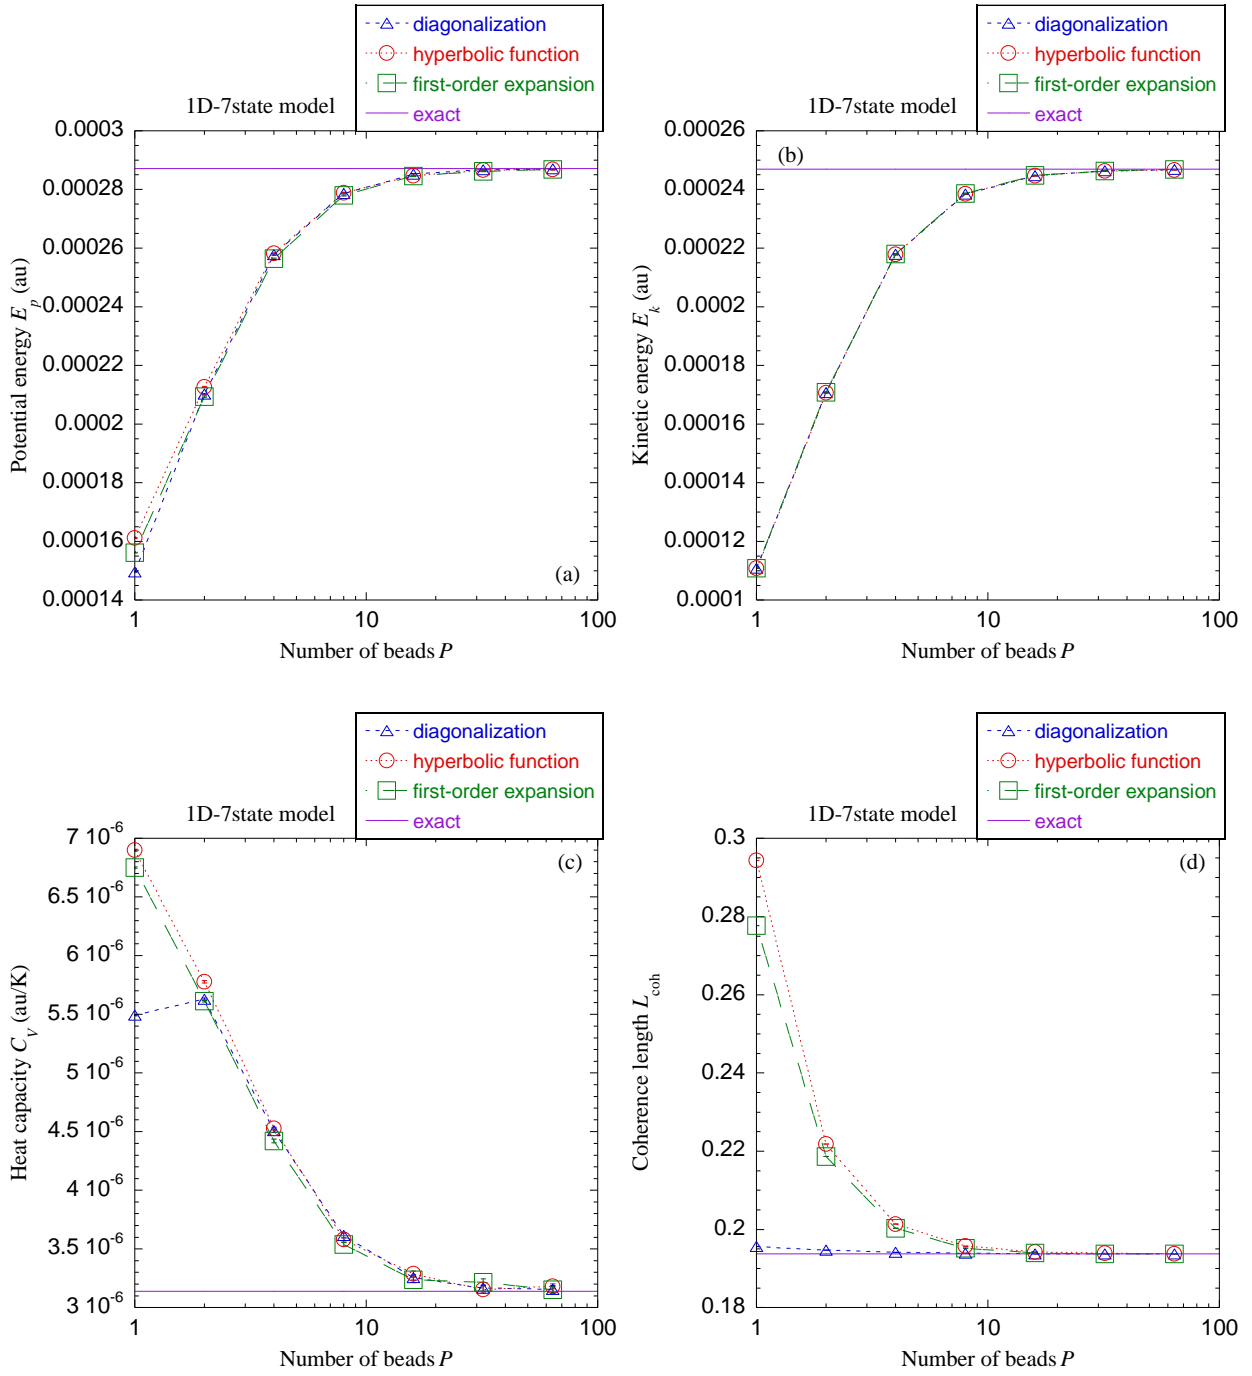 diagonalization
hyperbolic function
first-order expansion
exact
1D-7state model
0.0003
0.00028
0.00026
0.00024
0.00022
0.0002
0.00018
0.00016
0.00014
Potential energy E_p (au)
(a)
1 10 100
Number of beads P
diagonalization
hyperbolic function
first-order expansion
exact
1D-7state model
(b)
0.00026
0.00024
0.00022
0.0002
0.00018
0.00016
0.00014
0.00012
0.0001
Kinetic energy E_k (au)
1 10 100
Number of beads P
diagonalization
hyperbolic function
first-order expansion
exact
1D-7state model
(c)
7 10^-6
6.5 10^-6
6 10^-6
5.5 10^-6
5 10^-6
4.5 10^-6
4 10^-6
3.5 10^-6
3 10^-6
Heat capacity C_V (au/K)
1 10 100
Number of beads P
diagonalization
hyperbolic function
first-order expansion
exact
1D-7state model
(d)
0.3
0.28
0.26
0.24
0.22
0.2
0.18
Coherence length L_coh
1 10 100
Number of beads P